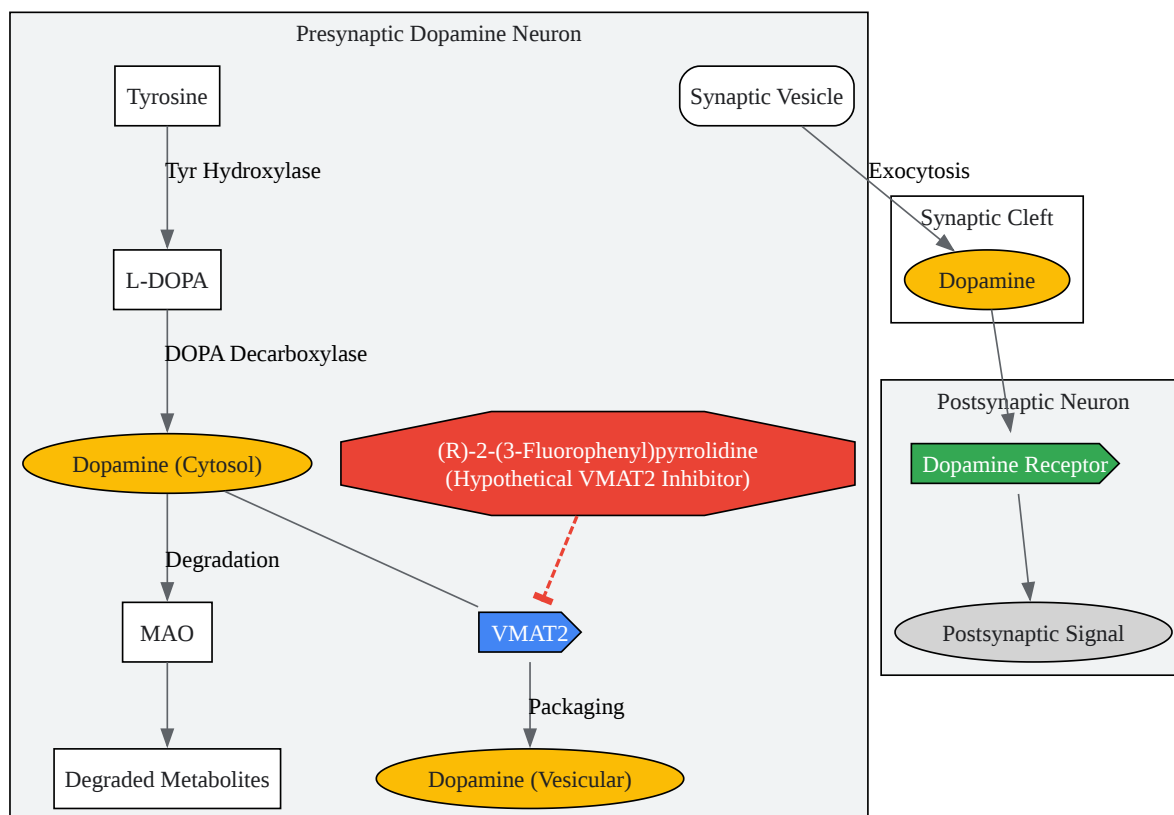 Presynaptic Dopamine Neuron
Tyrosine
Synaptic Vesicle
Tyr Hydroxylase
Exocytosis
Synaptic Cleft
L-DOPA
Dopamine
DOPA Decarboxylase
Postsynaptic Neuron
Dopamine (Cytosol)
(R)-2-(3-Fluorophenyl)pyrrolidine
(Hypothetical VMAT2 Inhibitor)
Dopamine Receptor
Degradation
MAO
VMAT2
Postsynaptic Signal
Packaging
Degraded Metabolites
Dopamine (Vesicular)